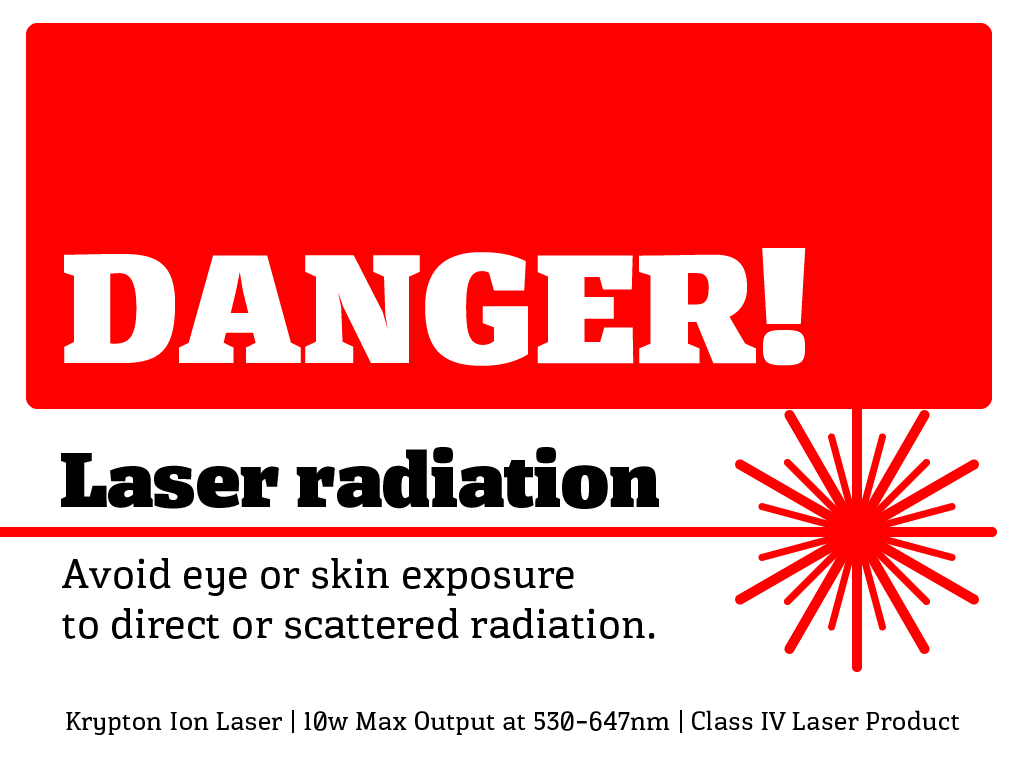 DANGER!
Laser radiation
Avoid eye or skin exposure
to direct or scattered radiation.
Krypton Ion Laser | 10w Max Output at 530–647nm | Class IV Laser Product